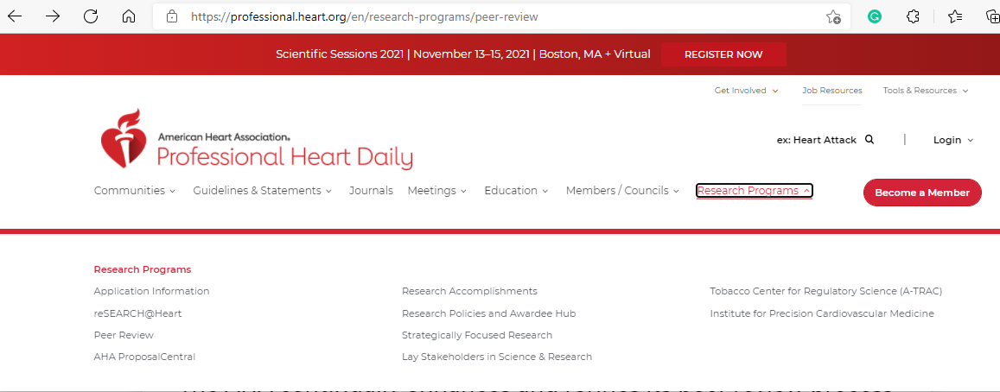 https://professional.heart.org/en/research-programs/peer-review
Scientific Sessions 2021 | November 13–15, 2021 | Boston, MA + Virtual REGISTER NOW
Get Involved Job Resources Tools & Resources
American Heart Association.
Professional Heart Daily
ex: Heart Attack | Login
Communities Guidelines & Statements Journals Meetings Education Members / Councils Research Programs
Become a Member
Research Programs
Application Information Research Accomplishments Tobacco Center for Regulatory Science (A-TRAC)
reSEARCH@Heart Research Policies and Awardee Hub Institute for Precision Cardiovascular Medicine
Peer Review Strategically Focused Research
AHA ProposalCentral Lay Stakeholders in Science & Research